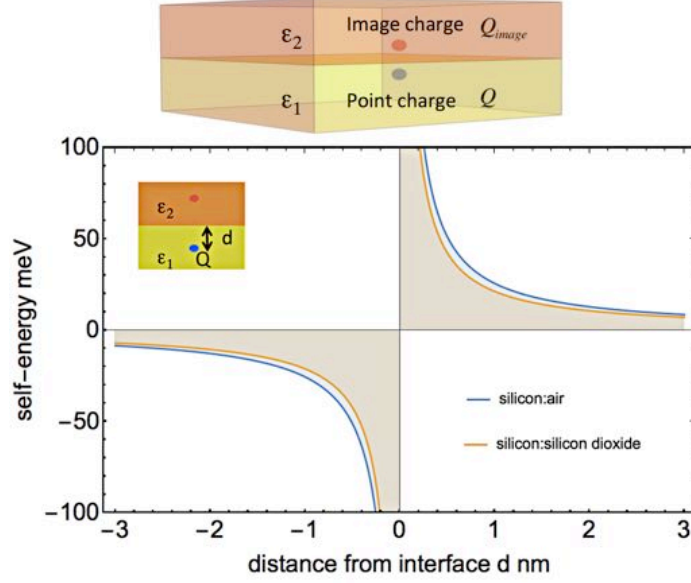 ε2 Image charge Qimage
ε1 Point charge Q
100
50
0
−50
−100
self−energy meV
ε2
d
ε1 Q
silicon:air
silicon:silicon dioxide
−3 −2 −1 0 1 2 3
distance from interface d nm